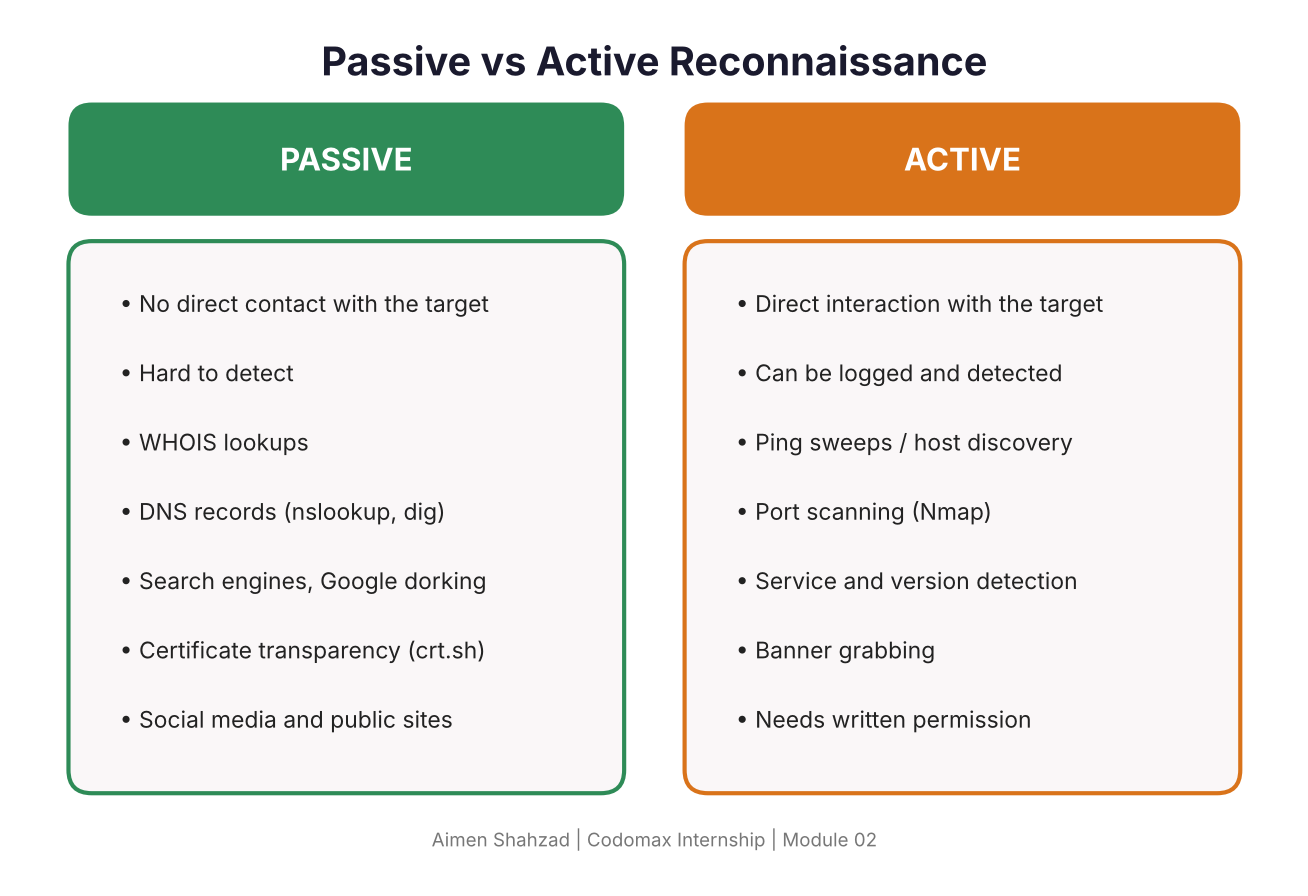 Passive vs Active Reconnaissance
PASSIVE
• No direct contact with the target
• Hard to detect
• WHOIS lookups
• DNS records (nslookup, dig)
• Search engines, Google dorking
• Certificate transparency (crt.sh)
• Social media and public sites
ACTIVE
• Direct interaction with the target
• Can be logged and detected
• Ping sweeps / host discovery
• Port scanning (Nmap)
• Service and version detection
• Banner grabbing
• Needs written permission
Aimen Shahzad | Codomax Internship | Module 02